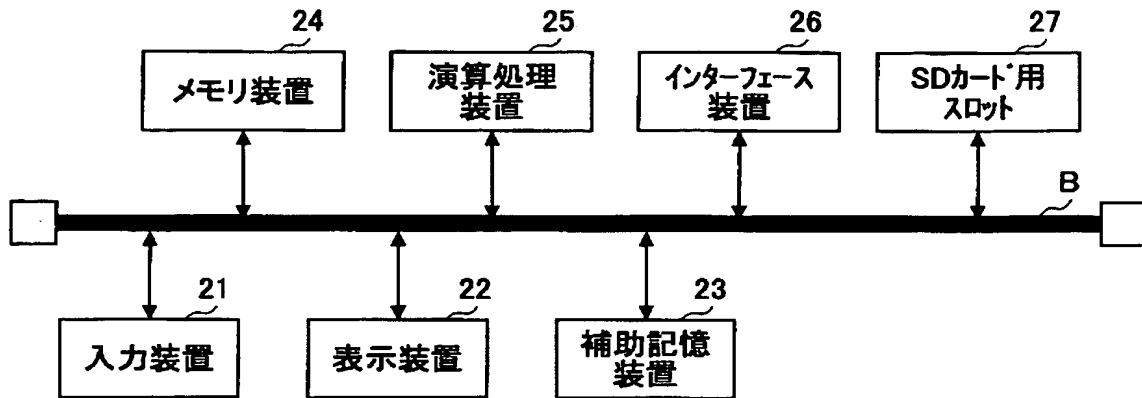 24
メモリ装置
25
演算処理
装置
26
インターフェース
装置
27
SDカード用
スロット
B
21
入力装置
22
表示装置
23
補助記憶
装置